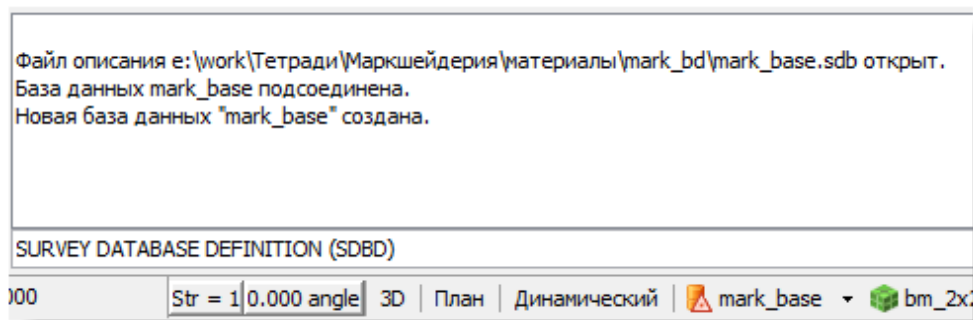 Файл описания e:\work\Тетради\Маркшейдерия\материалы\mark_bd\mark_base.sdb открыт.
База данных mark_base подсоединена.
Новая база данных "mark_base" создана.
SURVEY DATABASE DEFINITION (SDBD)
Str = 1 0.000 angle 3D План Динамический mark_base